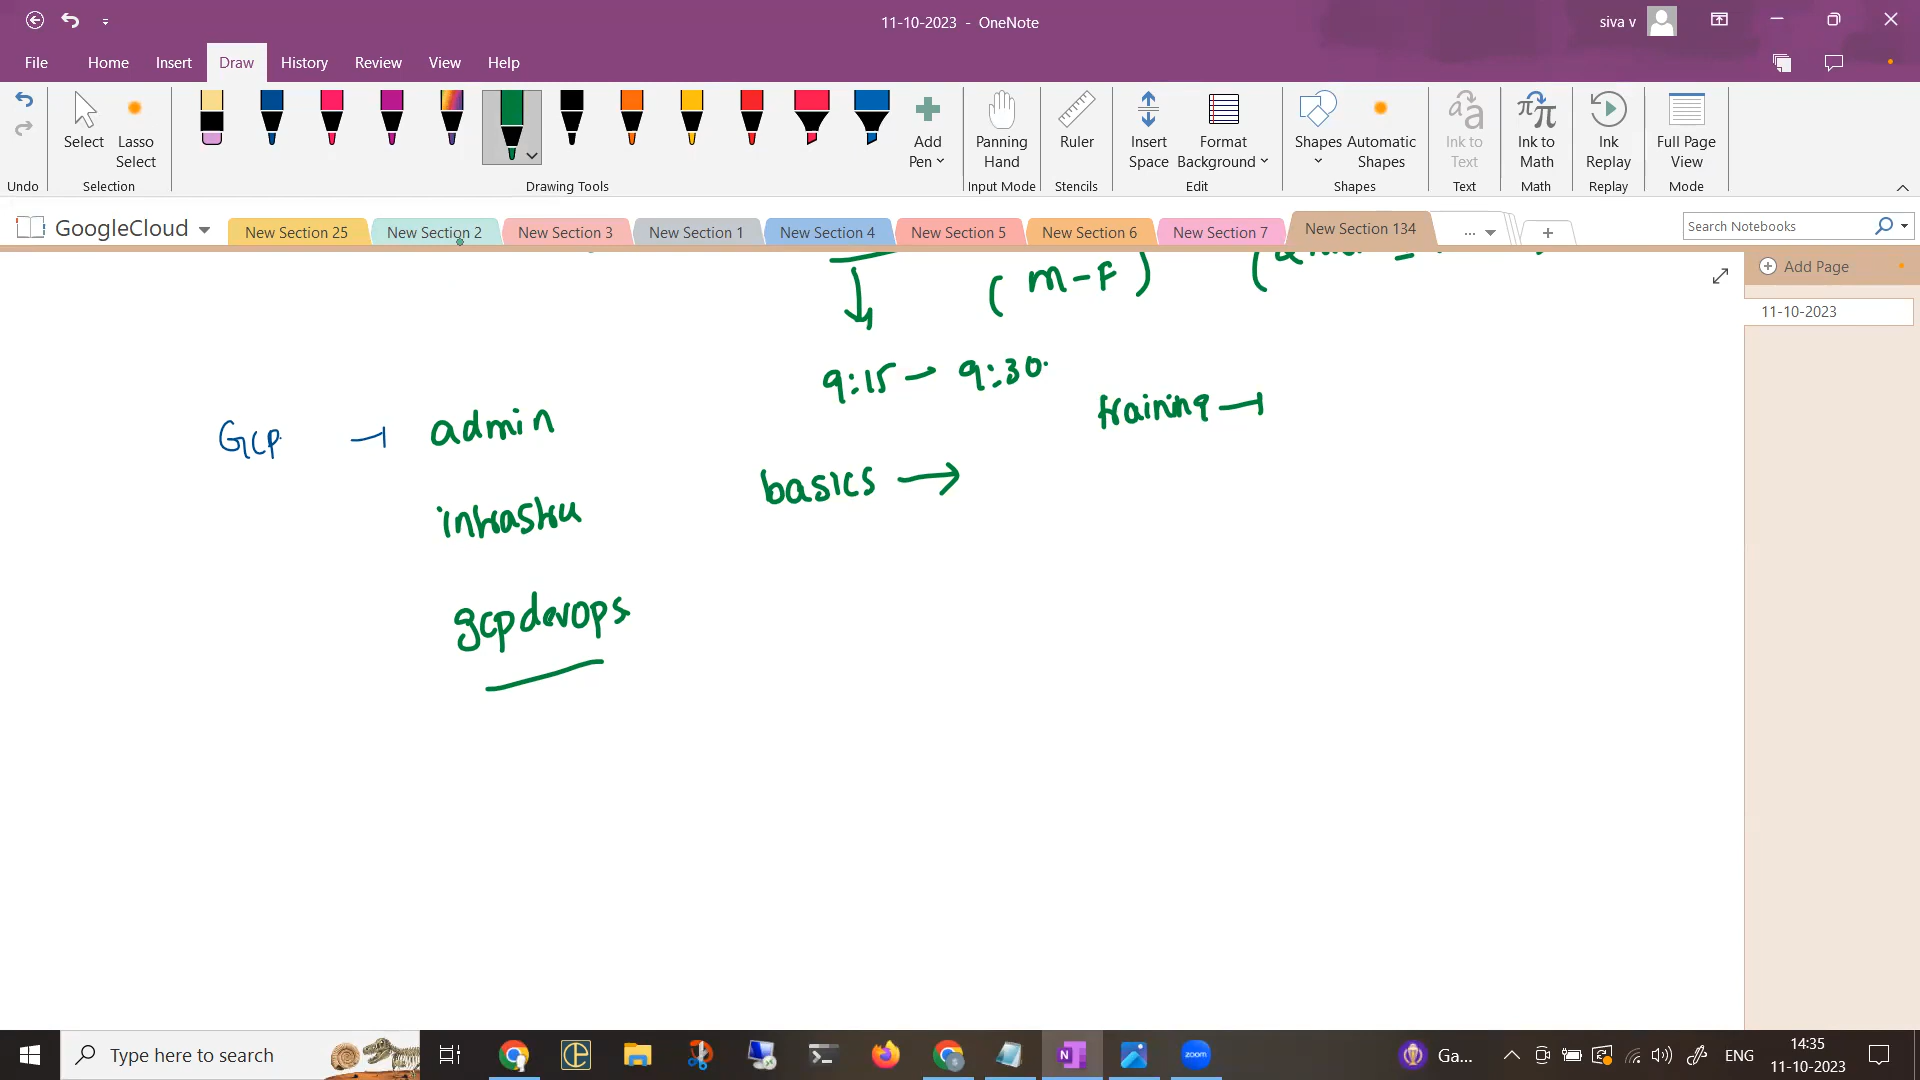 11-10-2023 - OneNote
siva v
File Home Insert Draw History Review View Help
Select
Lasso Select
Add Pen
Panning Hand
Ruler
Insert Space
Format Background
Shapes
Automatic Shapes
Ink to Text
Ink to Math
Ink Replay
Full Page View
Undo Selection Drawing Tools Input Mode Stencils Edit Shapes Text Math Replay Mode
GoogleCloud New Section 25 New Section 2 New Section 3 New Section 1 New Section 4 New Section 5 New Section 6 New Section 7 New Section 134 ... Search Notebooks
Add Page
11-10-2023
(m-F)
9:15 - 9:30
training
GCP admin
basics
infrastru
gcpdevops
Type here to search
zoom
Ga...
ENG
14:35
11-10-2023